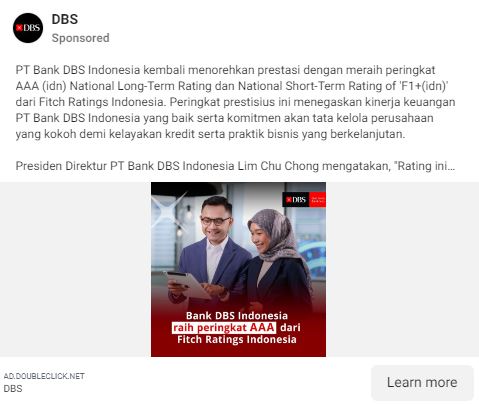 DBS
Sponsored
PT Bank DBS Indonesia kembali menorehkan prestasi dengan meraih peringkat
AAA (idn) National Long-Term Rating dan National Short-Term Rating of 'F1+(idn)'
dari Fitch Ratings Indonesia. Peringkat prestisius ini menegaskan kinerja keuangan
PT Bank DBS Indonesia yang baik serta komitmen akan tata kelola perusahaan
yang kokoh demi kelayakan kredit serta praktik bisnis yang berkelanjutan.
Presiden Direktur PT Bank DBS Indonesia Lim Chu Chong mengatakan, "Rating ini...
DBS
Bank DBS Indonesia
raih peringkat AAA dari
Fitch Ratings Indonesia
AD.DOUBLECLICK.NET
DBS
Learn more